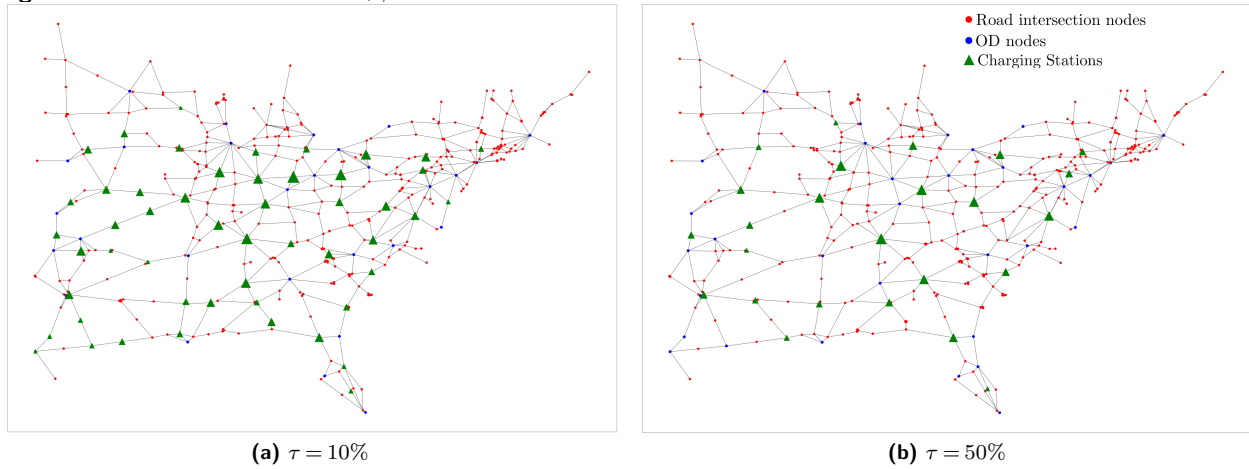 Road intersection nodes
OD nodes
Charging Stations
(a) τ = 10%
(b) τ = 50%